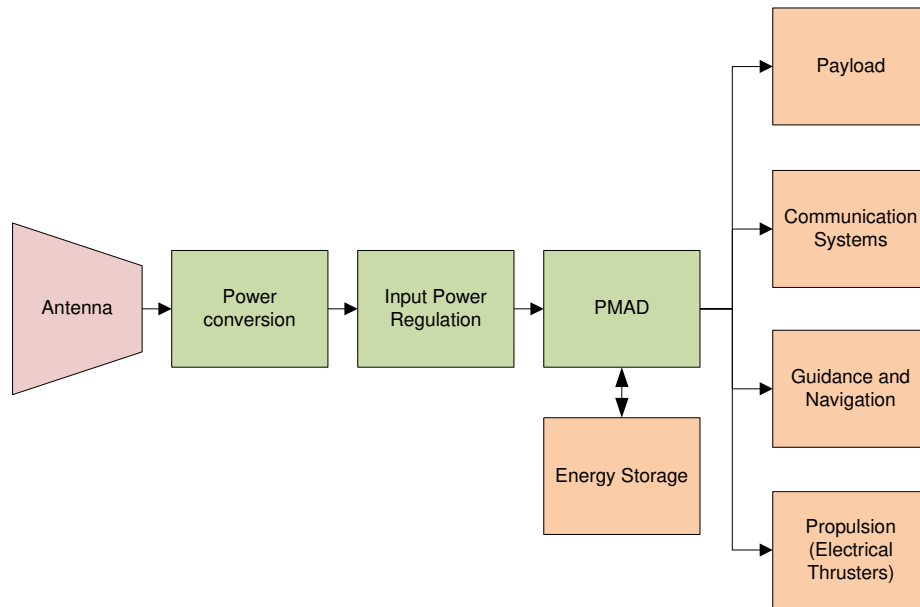 Payload
Communication
Systems
Antenna
Power
conversion
Input Power
Regulation
PMAD
Guidance and
Navigation
Energy Storage
Propulsion
(Electrical
Thrusters)